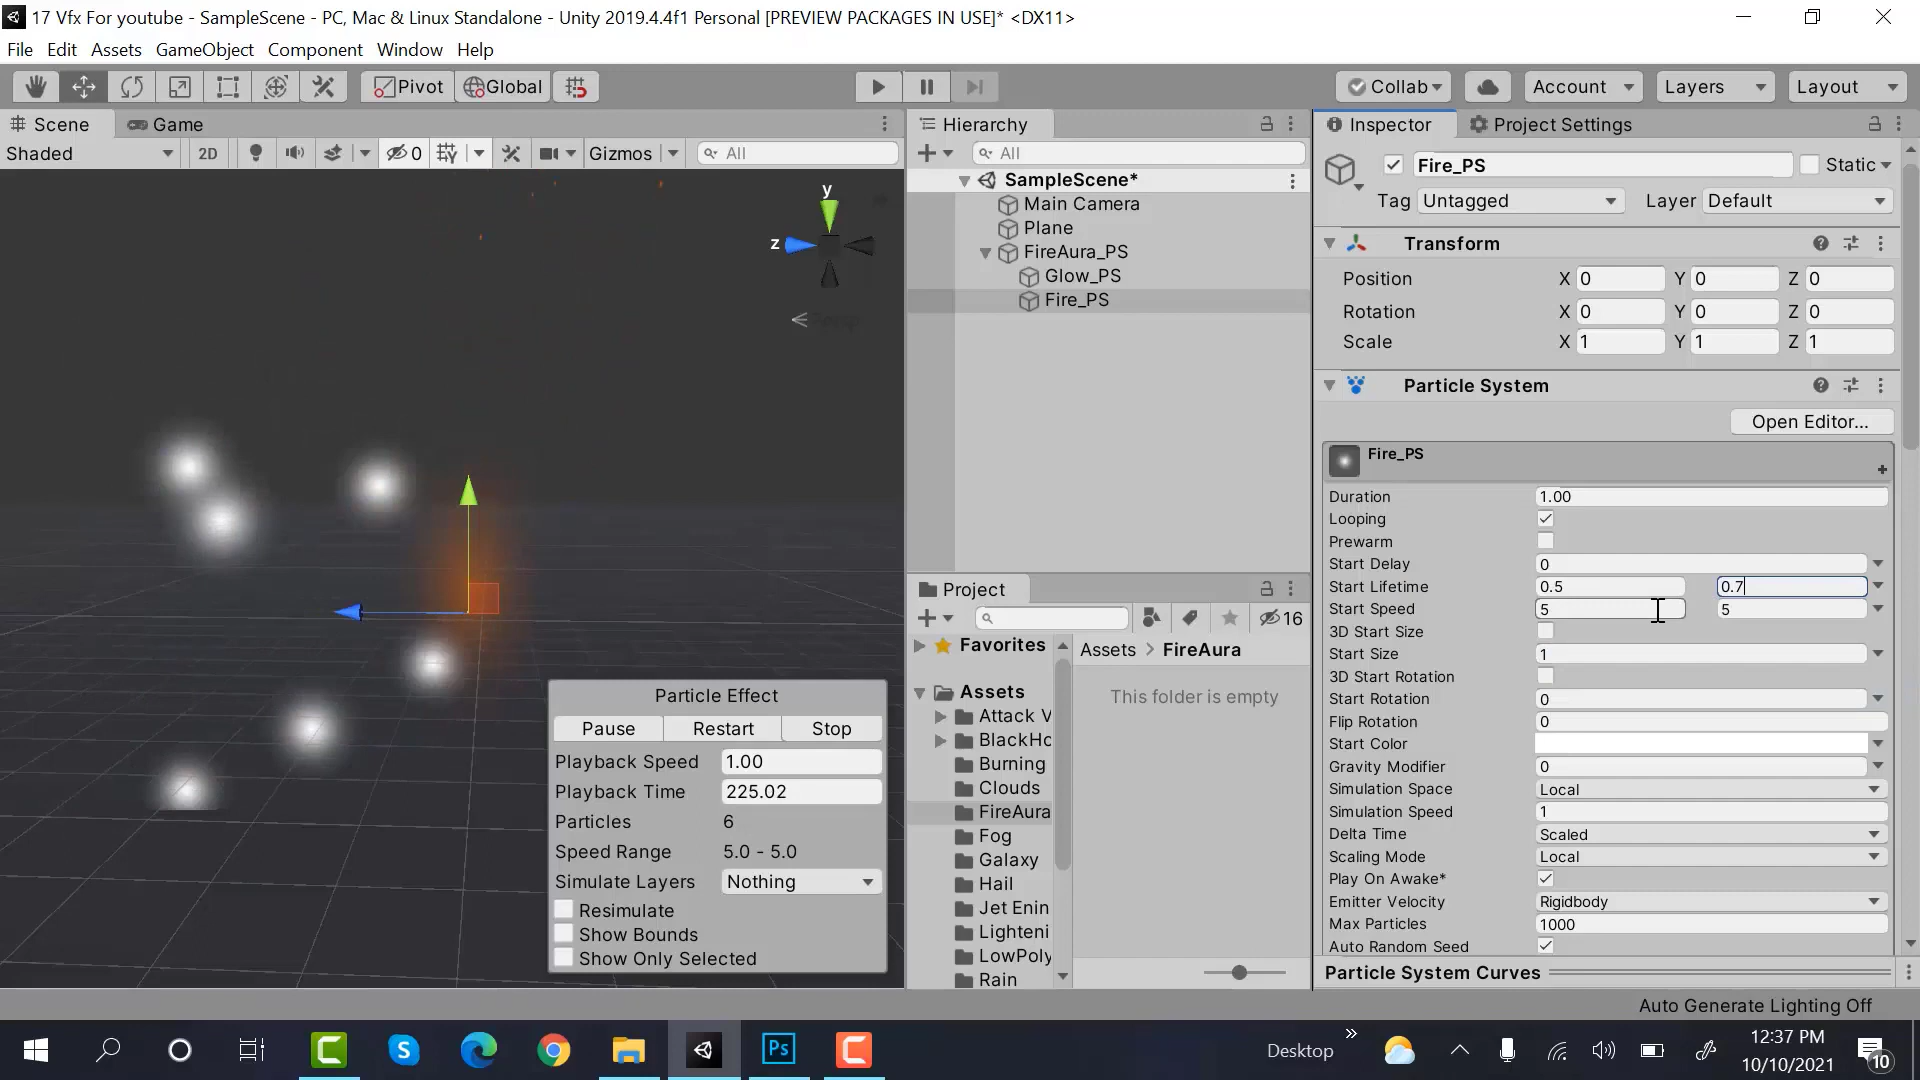 17 Vfx For youtube - SampleScene - PC, Mac & Linux Standalone - Unity 2019.4.4f1 Personal [PREVIEW PACKAGES IN USE]* <DX11>
File Edit Assets GameObject Component Window Help
Pivot Global Collab Account Layers Layout
Scene Game
Shaded 2D 0 Gizmos All
y
z
Hierarchy
All
SampleScene*
Main Camera
Plane
FireAura_PS
Glow_PS
Fire_PS
Particle Effect
Pause Restart Stop
Playback Speed 1.00
Playback Time 225.02
Particles 6
Speed Range 5.0 - 5.0
Simulate Layers Nothing
Resimulate
Show Bounds
Show Only Selected
Project
16
Favorites
Assets
Attack V
BlackHo
Burning
Clouds
FireAura
Fog
Galaxy
Hail
Jet Enin
Lighteni
LowPoly
Rain
Assets > FireAura
This folder is empty
Inspector Project Settings
Fire_PS Static
Tag Untagged Layer Default
Transform
Position X 0 Y 0 Z 0
Rotation X 0 Y 0 Z 0
Scale X 1 Y 1 Z 1
Particle System
Open Editor...
Fire_PS
Duration 1.00
Looping
Prewarm
Start Delay 0
Start Lifetime 0.5 0.7
Start Speed 5 5
3D Start Size
Start Size 1
3D Start Rotation
Start Rotation 0
Flip Rotation 0
Start Color
Gravity Modifier 0
Simulation Space Local
Simulation Speed 1
Delta Time Scaled
Scaling Mode Local
Play On Awake*
Emitter Velocity Rigidbody
Max Particles 1000
Auto Random Seed
Particle System Curves
Auto Generate Lighting Off
Ps
Desktop
12:37 PM
10/10/2021
10